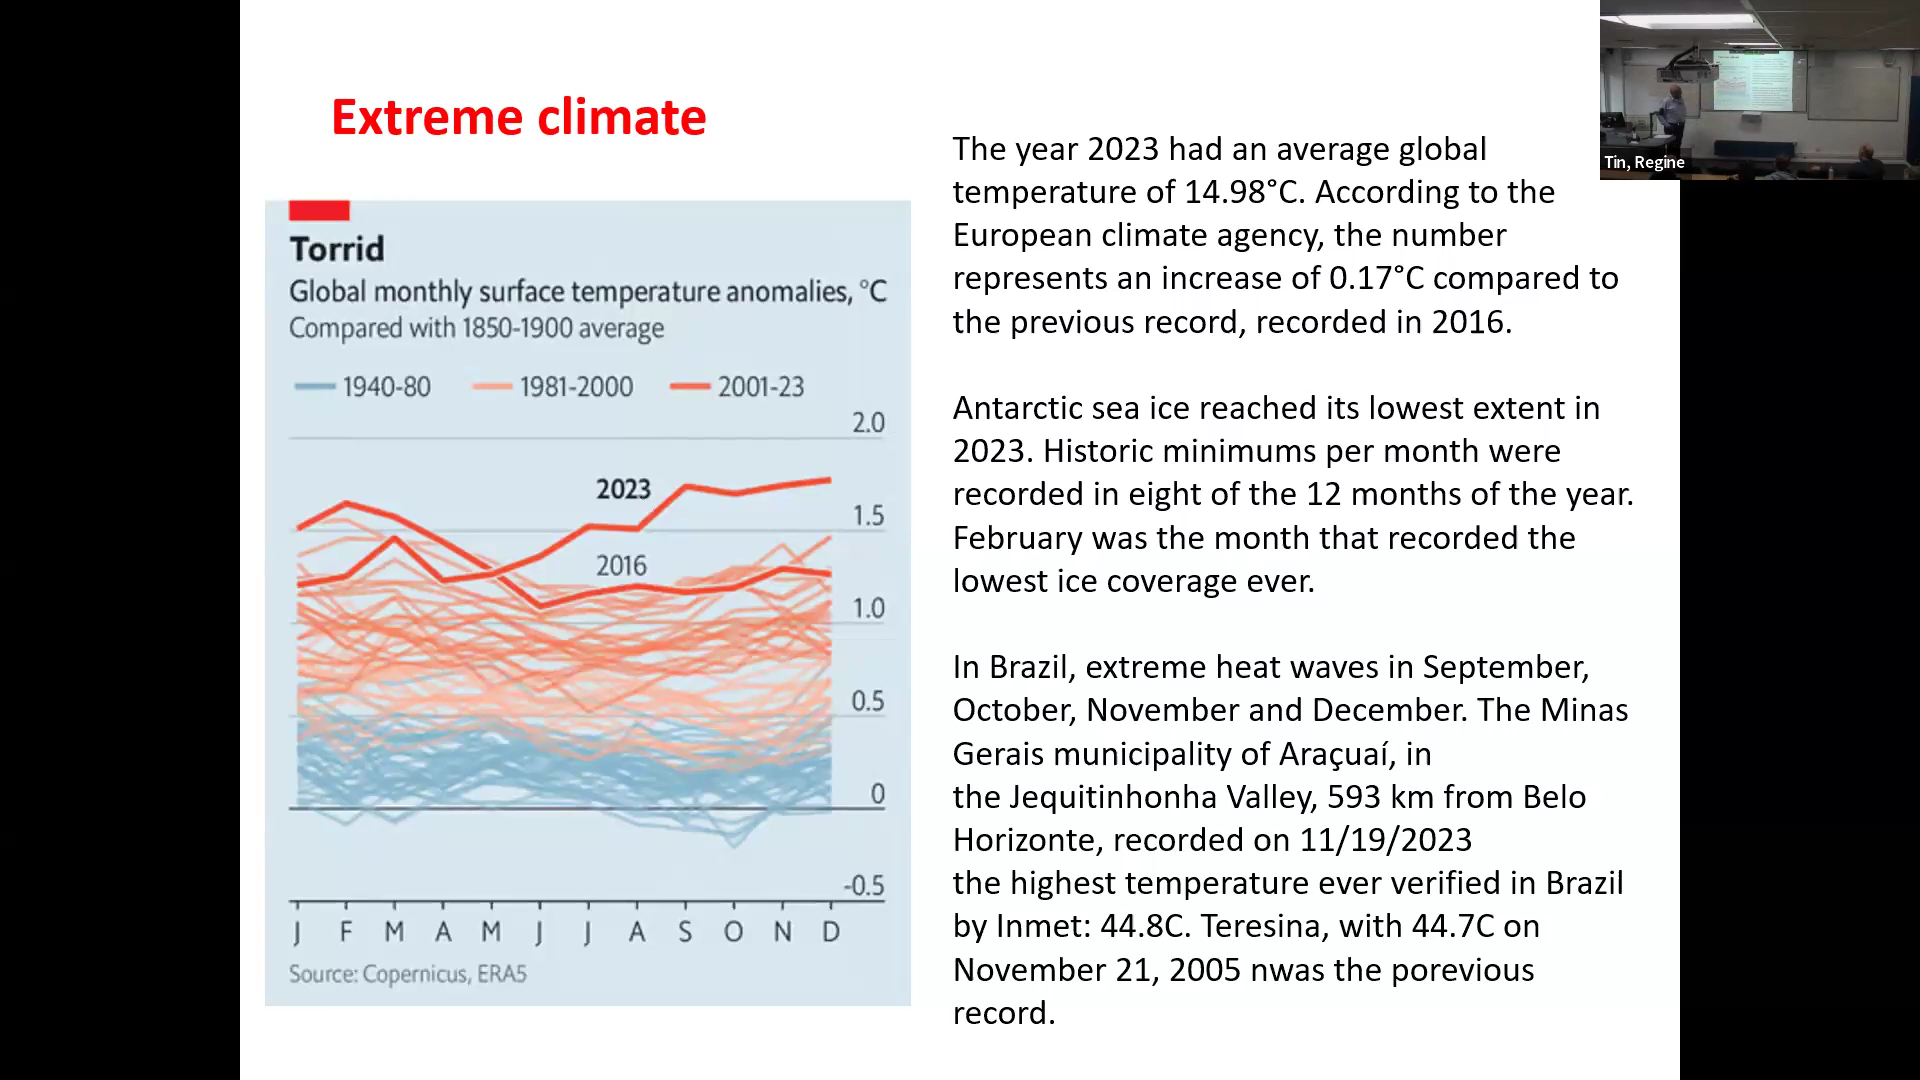 Extreme climate
Torrid
Global monthly surface temperature anomalies, °C
Compared with 1850-1900 average
1940-80
1981-2000
2001-23
2.0
2023
1.5
2016
1.0
0.5
0
-0.5
J F M A M J J A S O N D
Source: Copernicus, ERA5
The year 2023 had an average global
temperature of 14.98°C. According to the
European climate agency, the number
represents an increase of 0.17°C compared to
the previous record, recorded in 2016.
Antarctic sea ice reached its lowest extent in
2023. Historic minimums per month were
recorded in eight of the 12 months of the year.
February was the month that recorded the
lowest ice coverage ever.
In Brazil, extreme heat waves in September,
October, November and December. The Minas
Gerais municipality of Araçuaí, in
the Jequitinhonha Valley, 593 km from Belo
Horizonte, recorded on 11/19/2023
the highest temperature ever verified in Brazil
by Inmet: 44.8C. Teresina, with 44.7C on
November 21, 2005 nwas the porevious
record.
Tin, Regine